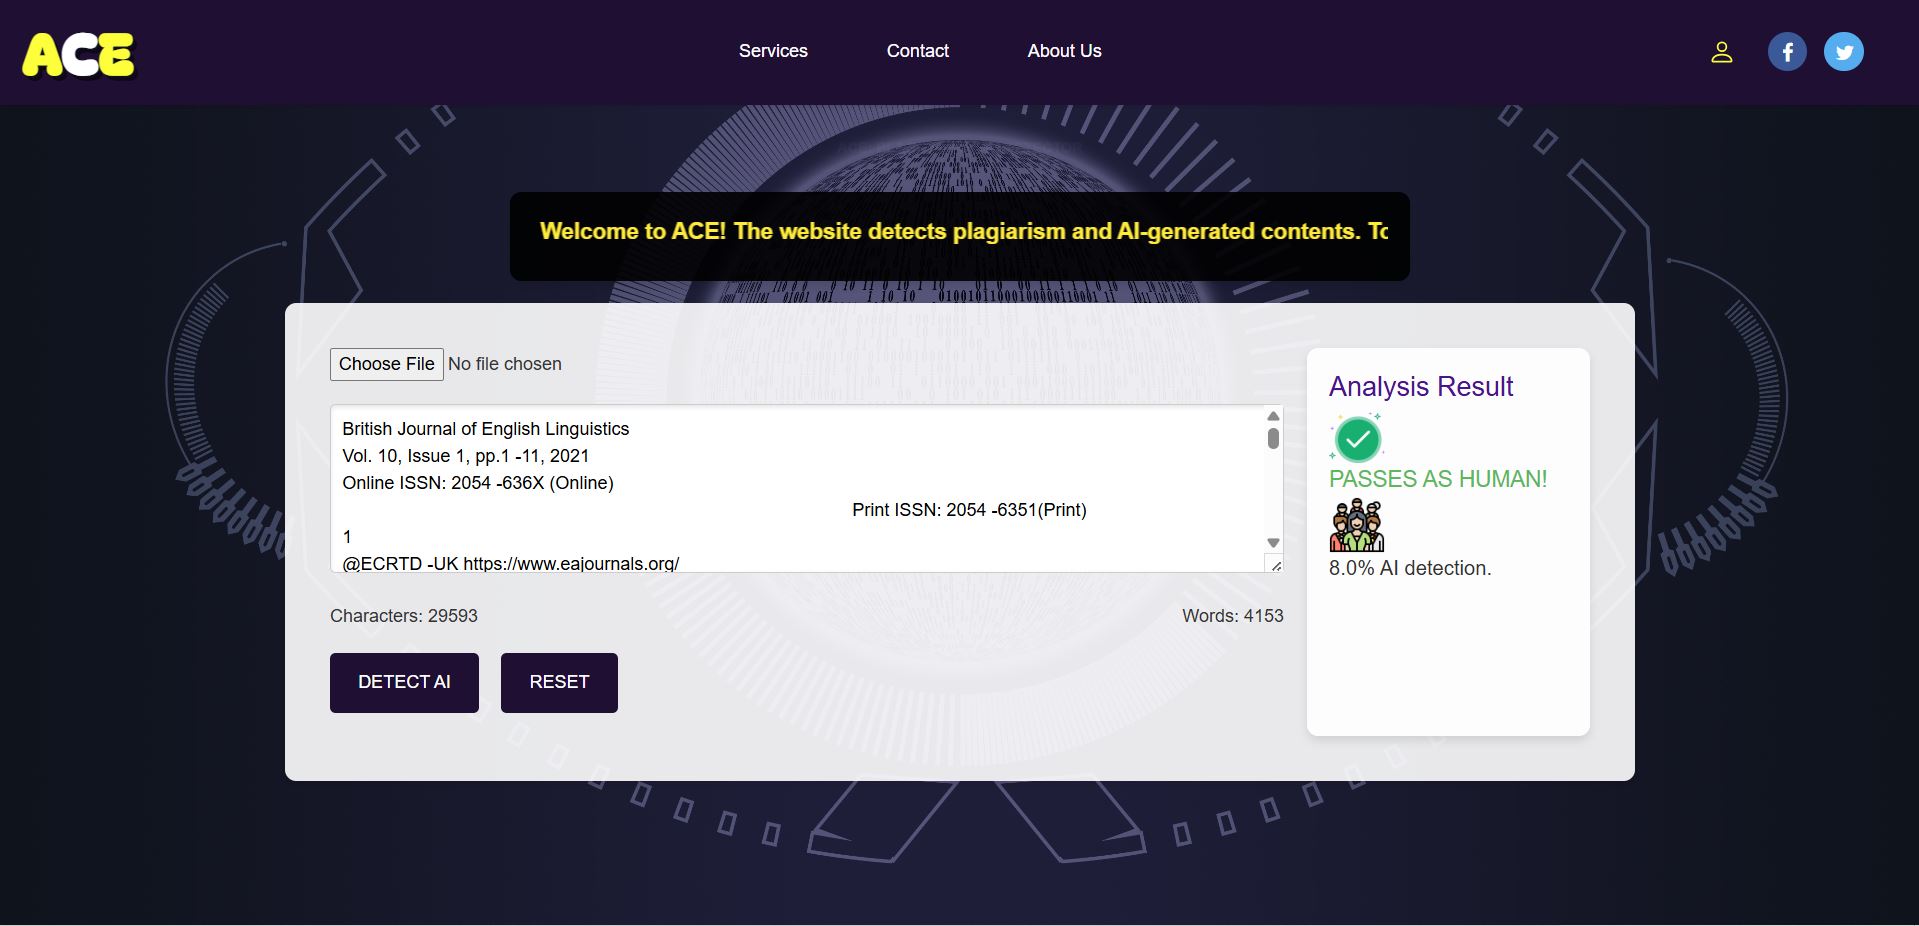 ACE
Services
Contact
About Us
Welcome to ACE! The website detects plagiarism and AI-generated contents. To
Choose File No file chosen
British Journal of English Linguistics
Vol. 10, Issue 1, pp.1 -11, 2021
Online ISSN: 2054 -636X (Online)
Print ISSN: 2054 -6351(Print)
1
@ECRTD -UK https://www.eajournals.org/
Characters: 29593
Words: 4153
DETECT AI
RESET
Analysis Result
PASSES AS HUMAN!
8.0% AI detection.